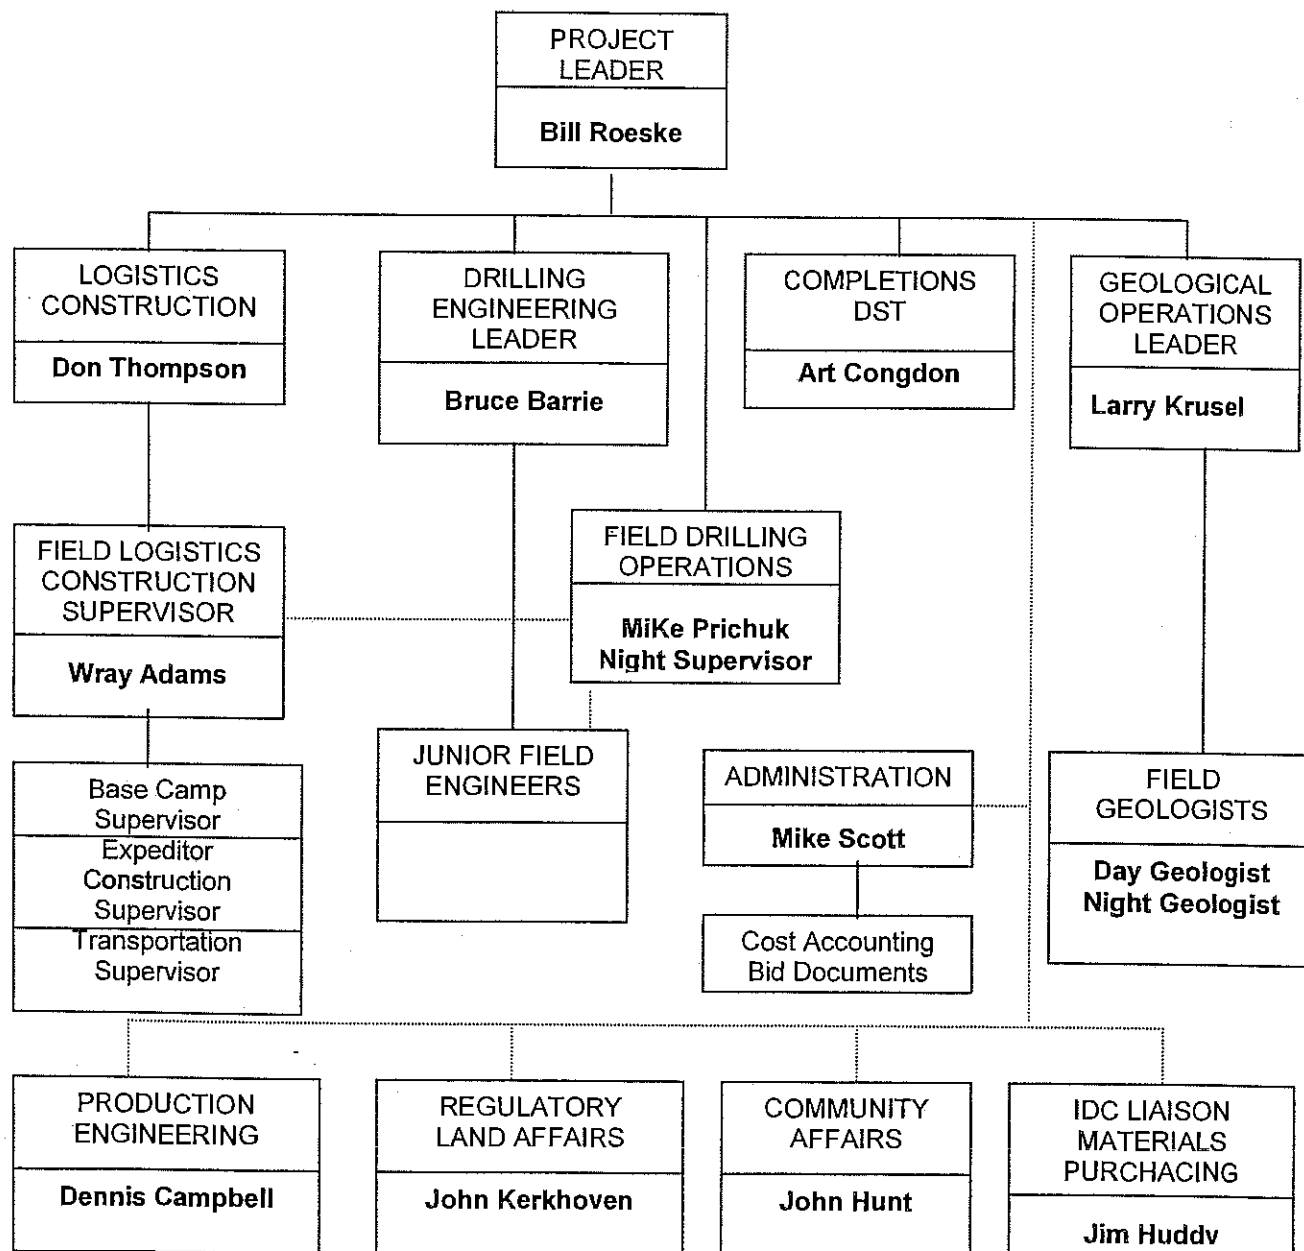 PROJECT
LEADER
Bill Roeske
LOGISTICS
CONSTRUCTION
Don Thompson
DRILLING
ENGINEERING
LEADER
Bruce Barrie
COMPLETIONS
DST
Art Congdon
GEOLOGICAL
OPERATIONS
LEADER
Larry Krusel
FIELD LOGISTICS
CONSTRUCTION
SUPERVISOR
Wray Adams
FIELD DRILLING
OPERATIONS
MiKe Prichuk
Night Supervisor
Base Camp
Supervisor
Expeditor
Construction
Supervisor
Transportation
Supervisor
JUNIOR FIELD
ENGINEERS
ADMINISTRATION
Mike Scott
Cost Accounting
Bid Documents
FIELD
GEOLOGISTS
Day Geologist
Night Geologist
PRODUCTION
ENGINEERING
Dennis Campbell
REGULATORY
LAND AFFAIRS
John Kerkhoven
COMMUNITY
AFFAIRS
John Hunt
IDC LIAISON
MATERIALS
PURCHACING
Jim Huddy